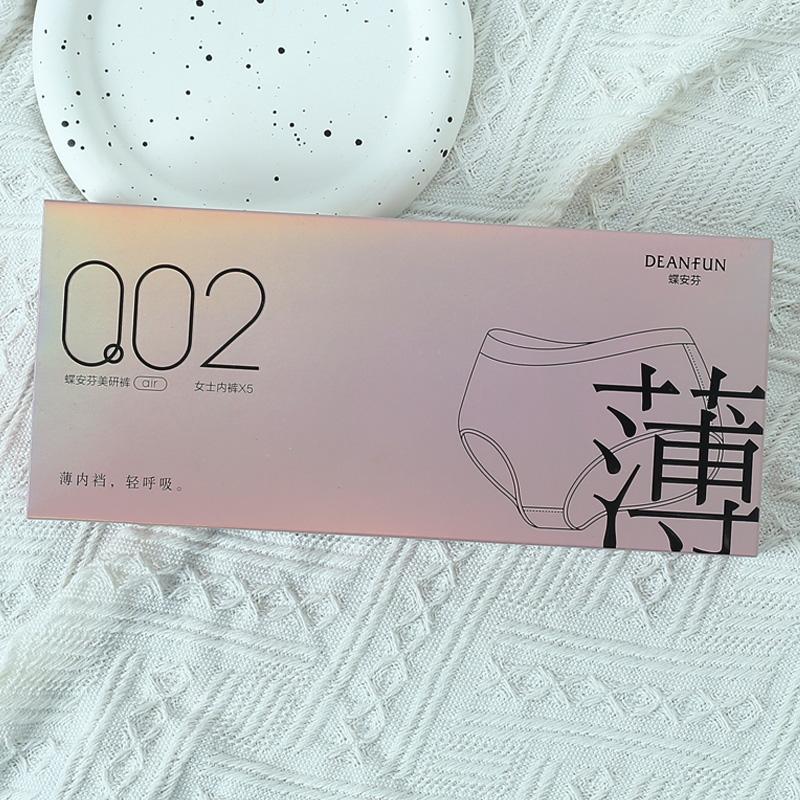 DEANFUN
蝶安芬
0.02
蝶安芬美研裤 air 女士内裤X5
薄
薄内裆，轻呼吸。